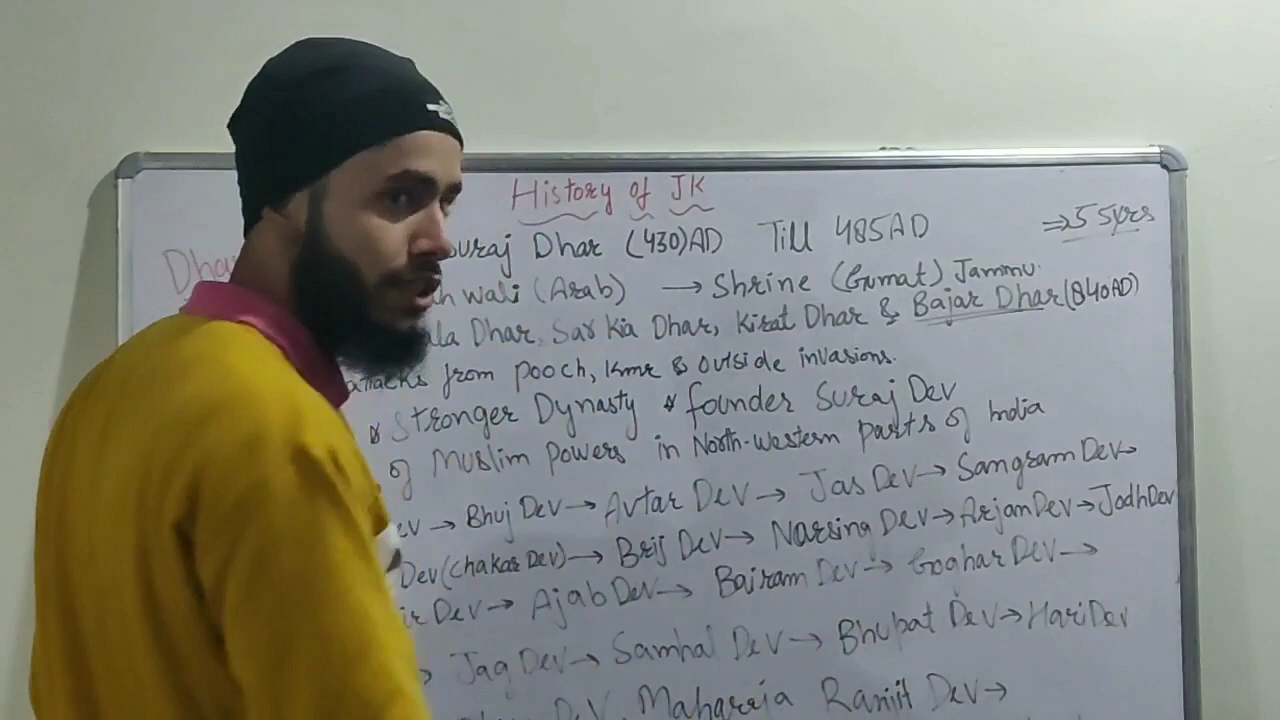 History of JK
Dhar Suraj Dhar (430)AD Till 485AD ⇒55yrs
Wali (Arab) → Shrine (Gumat) Jammu.
Dhar, Sar Kia Dhar, Kirat Dhar & Bajar Dhar (840AD)
attacks from pooch, Kmr & outside invasions.
Stronger Dynasty & founder Suraj Dev
of Muslim Powers in North-Western parts of India
→ Bhuj Dev → Avtar Dev → Jas Dev → Sangram Dev→
Dev (Chakar Dev)→ Brij Dev→ Narsing Dev→ Arjan Dev→ Jodh Dev
Dev→ Ajab Dev→ Bairam Dev→ Goghar Dev→
→ Jag Dev→ Samhal Dev→ Bhupat Dev→ Hari Dev
Dev, Maharaja Ranjit Dev→